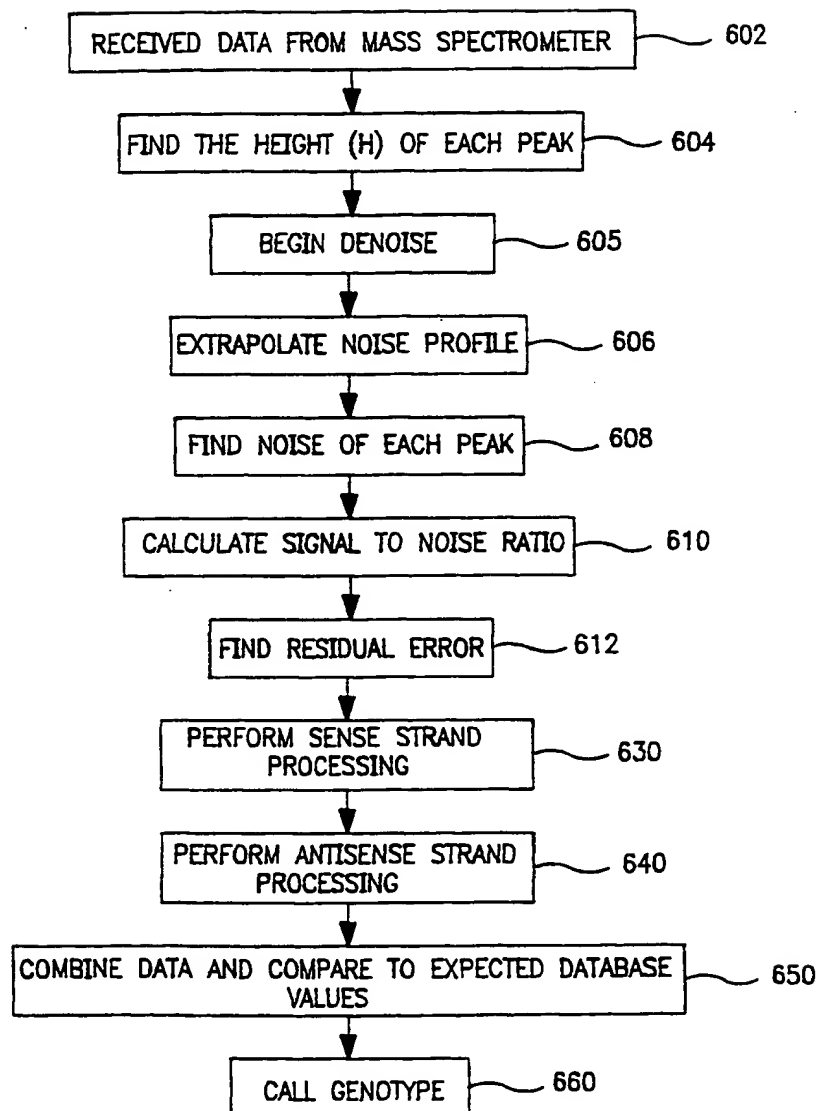 RECEIVED DATA FROM MASS SPECTROMETER 602
FIND THE HEIGHT (H) OF EACH PEAK 604
BEGIN DENOISE 605
EXTRAPOLATE NOISE PROFILE 606
FIND NOISE OF EACH PEAK 608
CALCULATE SIGNAL TO NOISE RATIO 610
FIND RESIDUAL ERROR 612
PERFORM SENSE STRAND
PROCESSING 630
PERFORM ANTISENSE STRAND
PROCESSING 640
COMBINE DATA AND COMPARE TO EXPECTED DATABASE
VALUES 650
CALL GENOTYPE 660